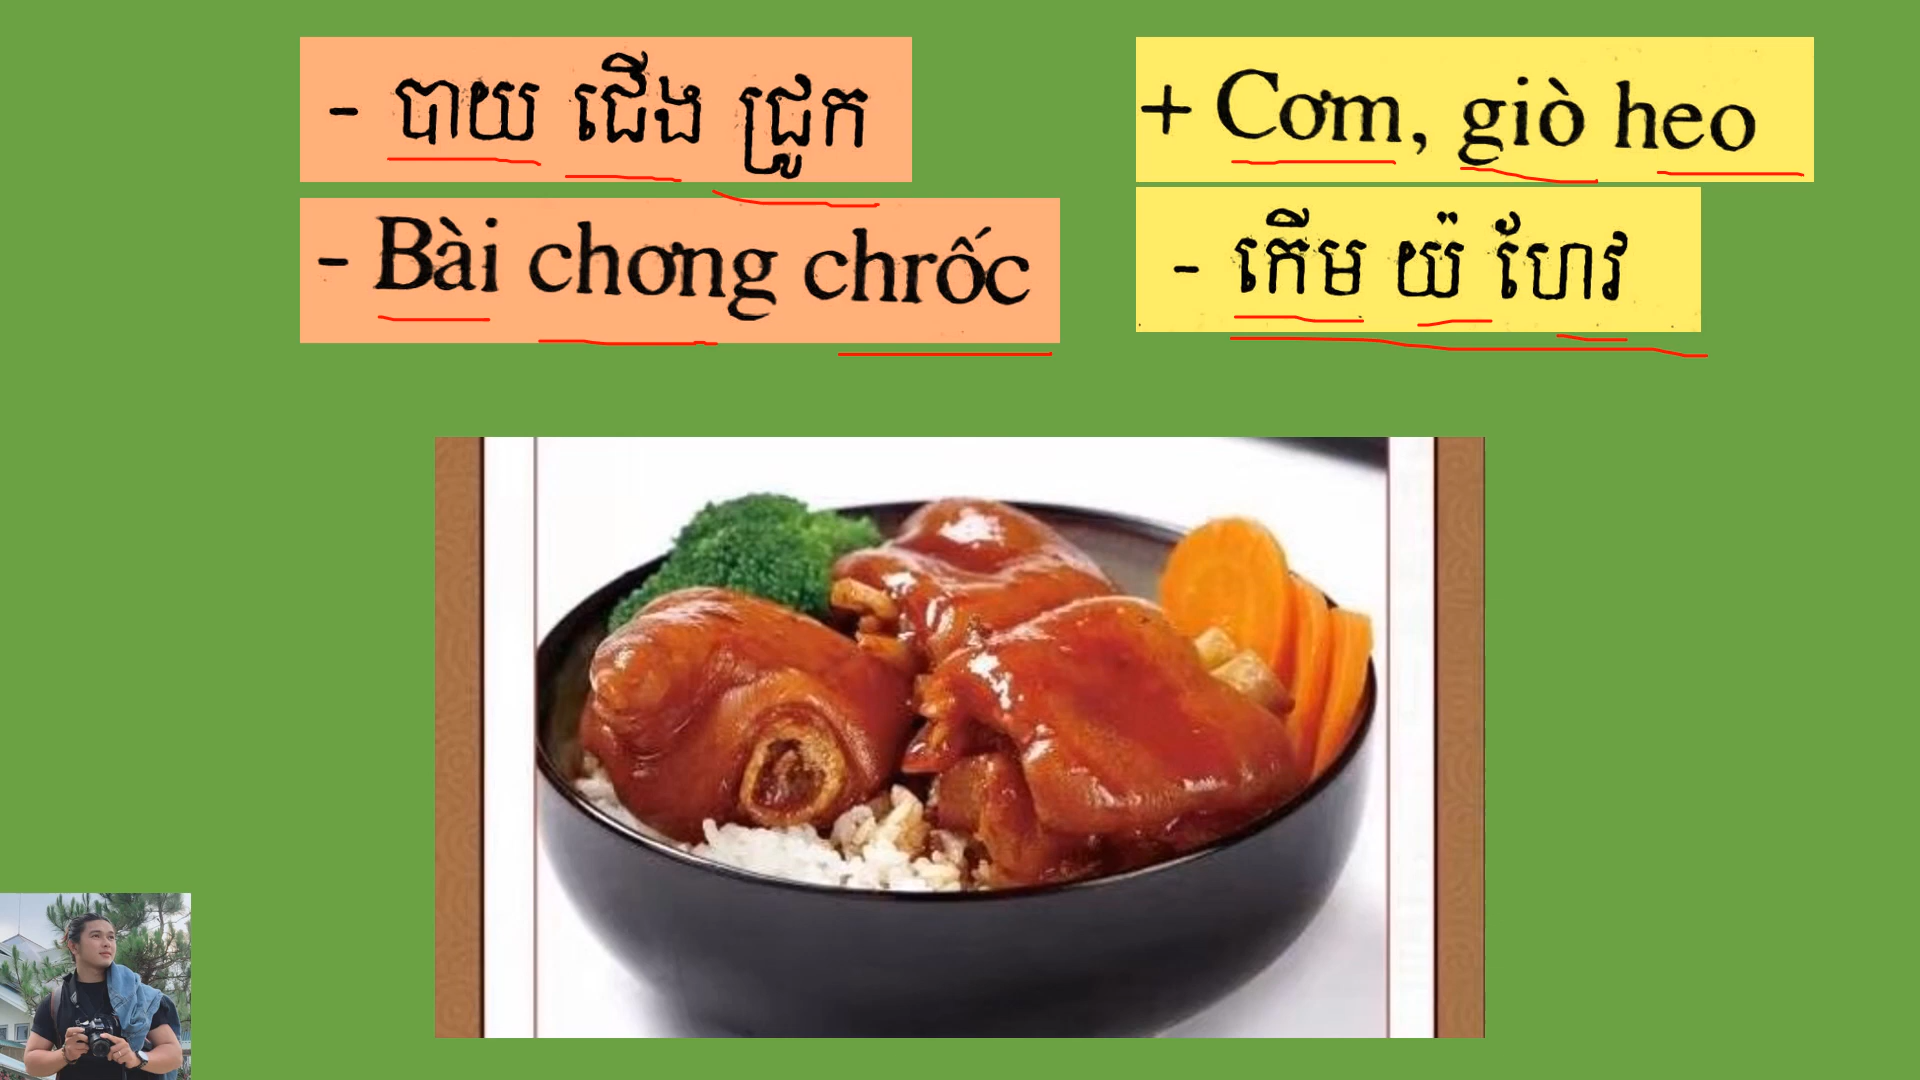 - បាយ ជើង ជ្រូក
- Bài chơng chrốc
+ Cơm, giò heo
- កើម យ៉ ហែវ